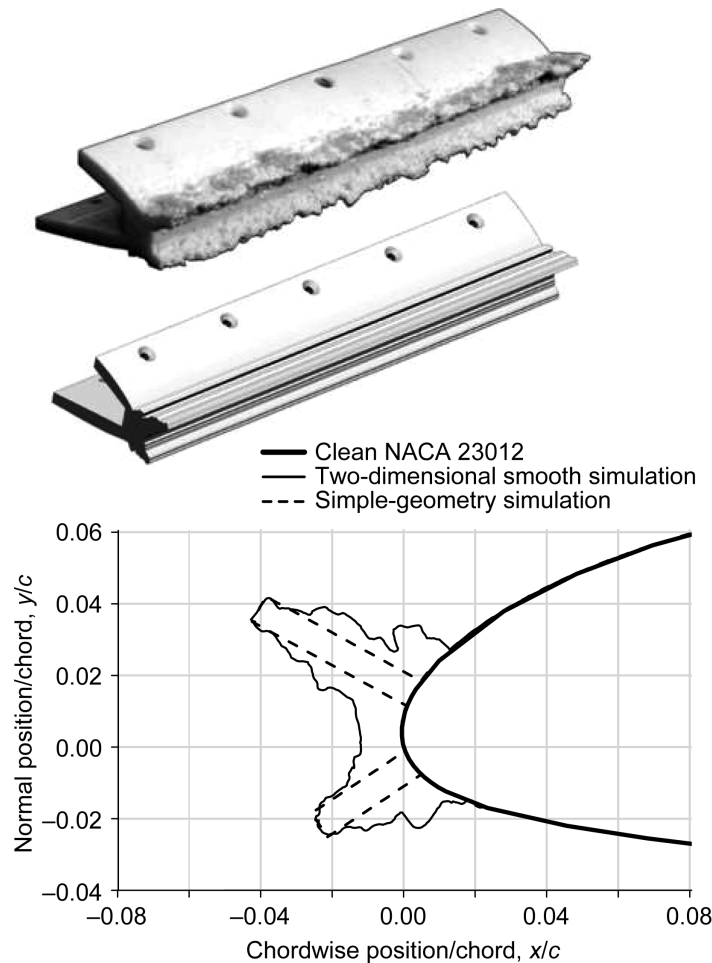 Clean NACA 23012
Two-dimensional smooth simulation
Simple-geometry simulation
0.06
0.04
0.02
0.00
−0.02
−0.04
Normal position/chord, y/c
−0.08
−0.04
0.00
0.04
0.08
Chordwise position/chord, x/c